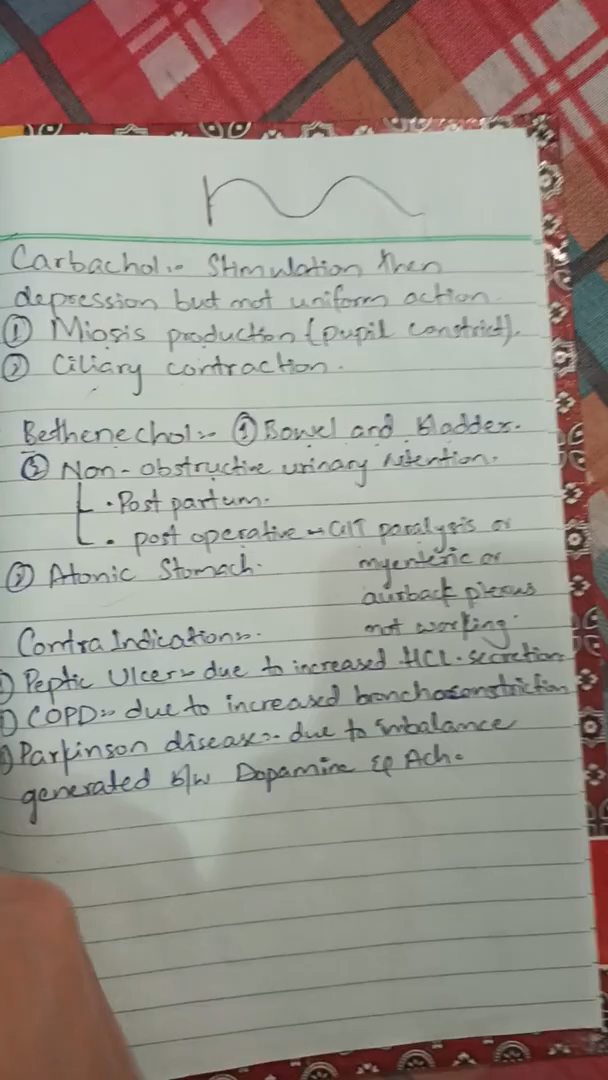 Carbachol:- Stimulation then
depression but not uniform action.
① Miosis production (pupil constrict).
② Ciliary contraction.
Bethenechol:- ① Bowel and bladder.
② Non-obstructive urinary retention.
• Post partum.
• post operative → GIT paralysis or
myenteric or
aurback plexus
not working.
③ Atonic Stomach.
Contra Indication:-
Peptic Ulcer:- due to increased HCL. secretion
COPD:- due to increased bronchoconstriction
Parkinson disease:- due to imbalance
generated b/w Dopamine & Ach.